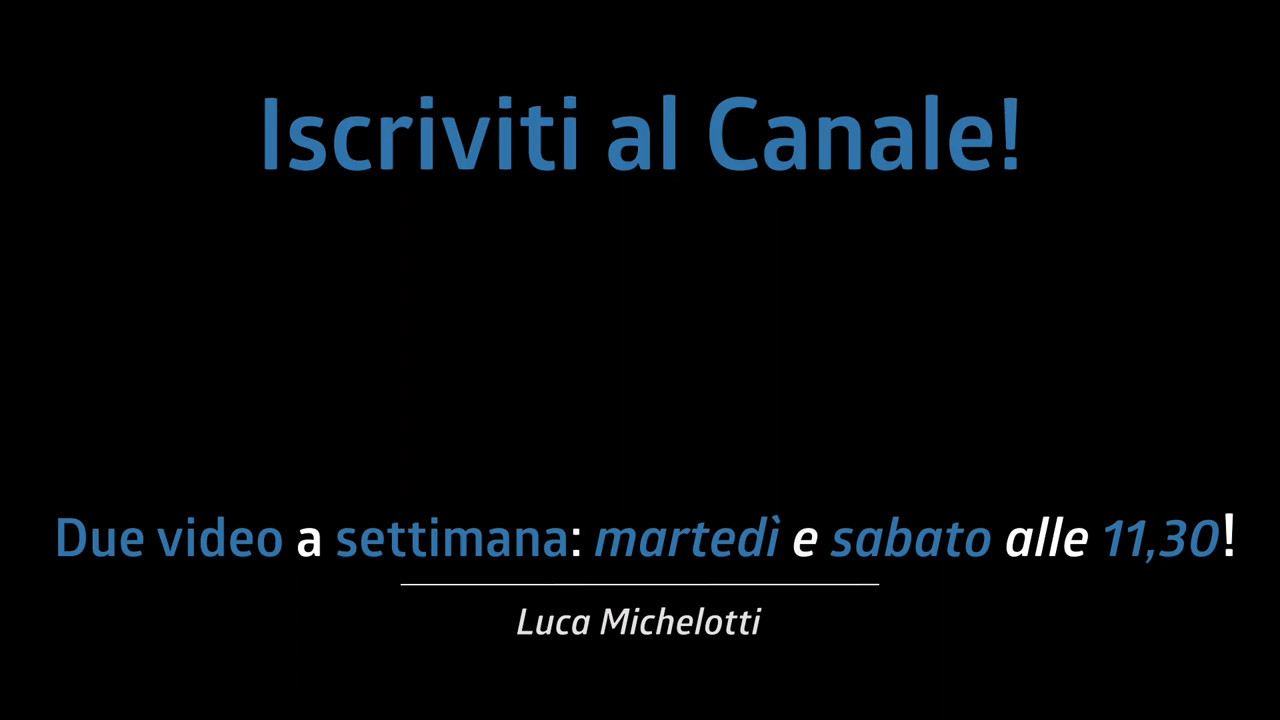 Iscriviti al Canale!
Due video a settimana: martedì e sabato alle 11,30!
Luca Michelotti